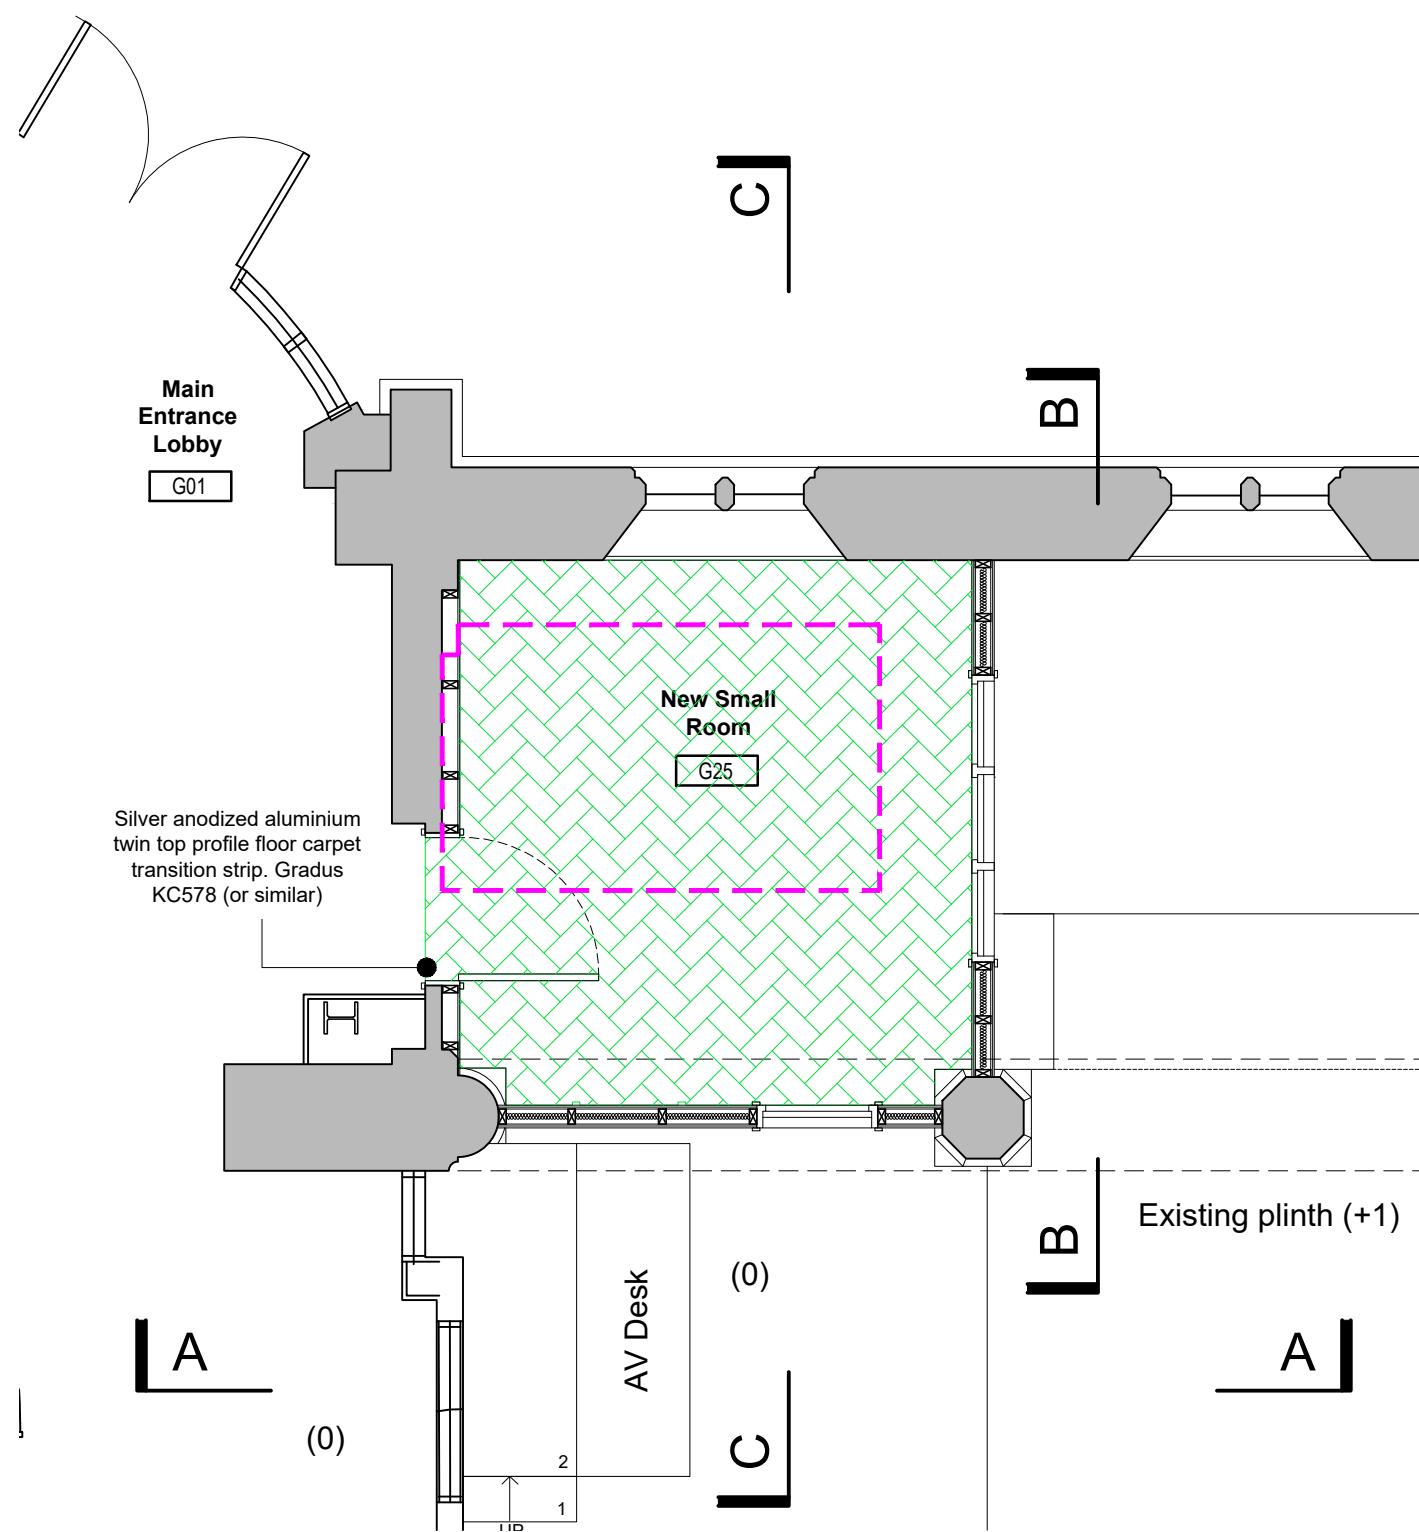 C
B
Main
Entrance
Lobby
G01
New Small
Room
G25
Silver anodized aluminium
twin top profile floor carpet
transition strip. Gradus
KC578 (or similar)
Existing plinth (+1)
B
(0)
AV Desk
A
A
(0)
C
2
1
UP